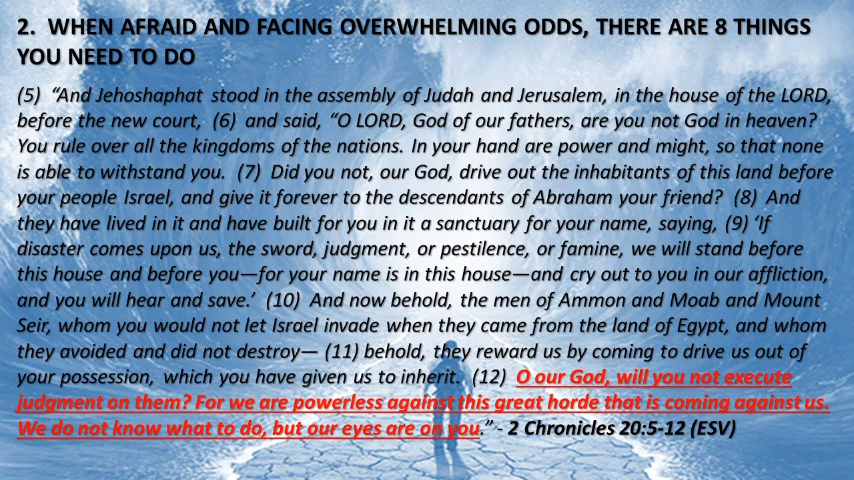 2.  WHEN AFRAID AND FACING OVERWHELMING ODDS, THERE ARE 8 THINGS
YOU NEED TO DO
(5)  “And Jehoshaphat stood in the assembly of Judah and Jerusalem, in the house of the LORD,
before the new court,  (6)  and said, “O LORD, God of our fathers, are you not God in heaven?
You rule over all the kingdoms of the nations. In your hand are power and might, so that none
is able to withstand you.  (7)  Did you not, our God, drive out the inhabitants of this land before
your people Israel, and give it forever to the descendants of Abraham your friend?  (8)  And
they have lived in it and have built for you in it a sanctuary for your name, saying, (9) ‘If
disaster comes upon us, the sword, judgment, or pestilence, or famine, we will stand before
this house and before you—for your name is in this house—and cry out to you in our affliction,
and you will hear and save.’  (10)  And now behold, the men of Ammon and Moab and Mount
Seir, whom you would not let Israel invade when they came from the land of Egypt, and whom
they avoided and did not destroy— (11) behold, they reward us by coming to drive us out of
your possession, which you have given us to inherit.  (12)  O our God, will you not execute
judgment on them? For we are powerless against this great horde that is coming against us.
We do not know what to do, but our eyes are on you.” - 2 Chronicles 20:5-12 (ESV)